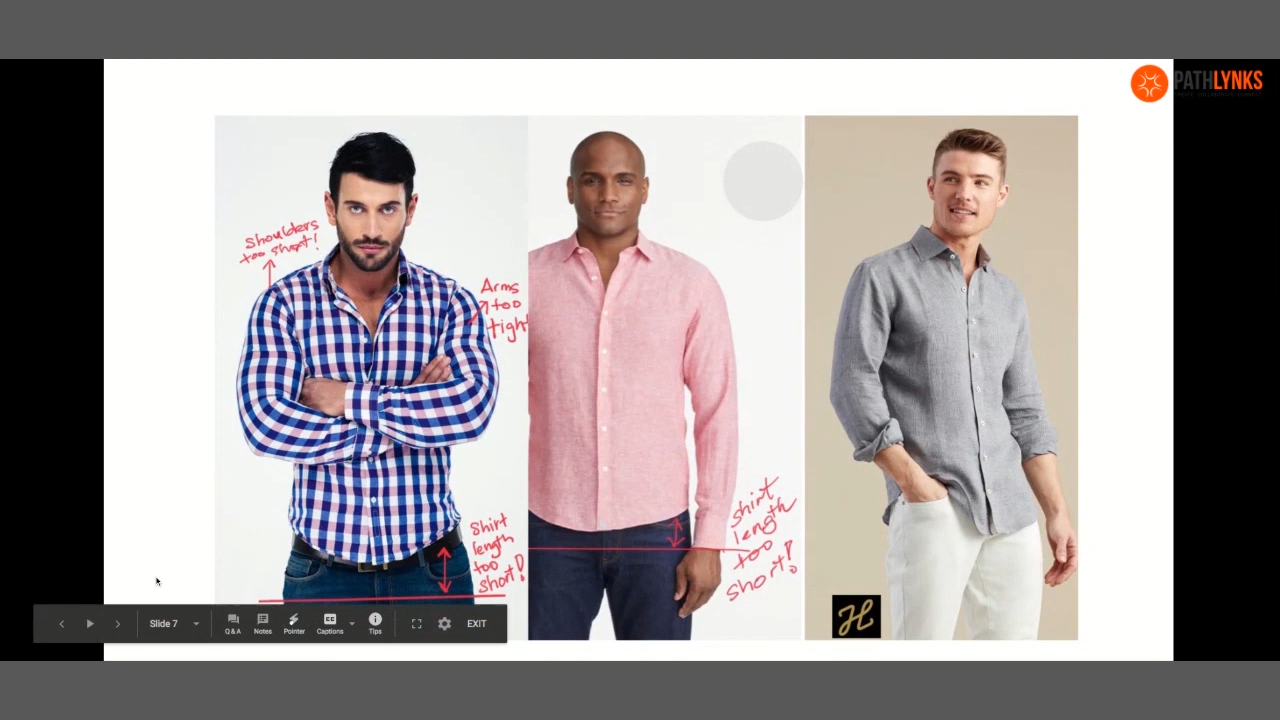 PATHLYNKS
Shoulders
too short!
Arms
too
tight
Shirt
length
too
short!
shirt
length
too
short!
H
Slide 7
Q & A
Notes
Pointer
CC
Captions
Tips
EXIT